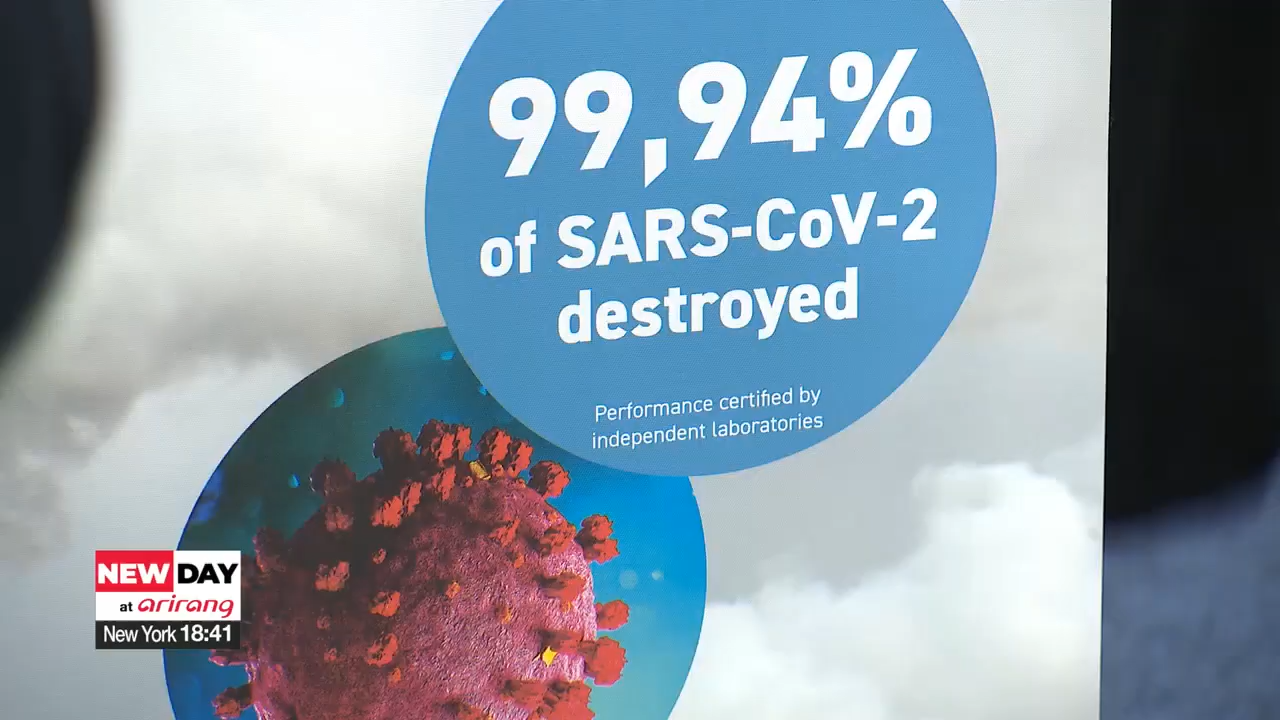 99,94%
of SARS-CoV-2
destroyed
Performance certified by
independent laboratories
NEW DAY
at arirang
New York 18:41